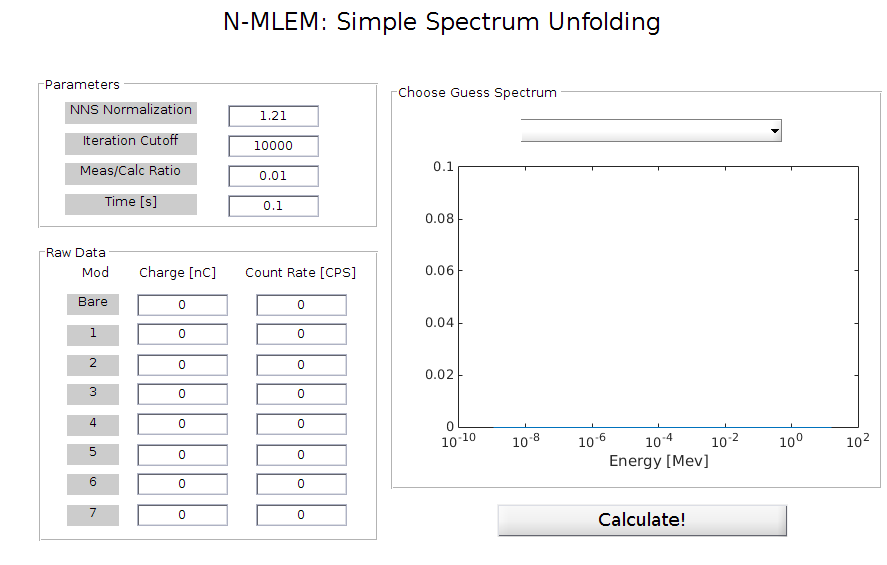 N-MLEM: Simple Spectrum Unfolding
Parameters
NNS Normalization 1.21
Iteration Cutoff 10000
Meas/Calc Ratio 0.01
Time [s] 0.1
Raw Data
Mod Charge [nC] Count Rate [CPS]
Bare 0 0
1 0 0
2 0 0
3 0 0
4 0 0
5 0 0
6 0 0
7 0 0
Choose Guess Spectrum
0.1
0.08
0.06
0.04
0.02
0
10^-10 10^-8 10^-6 10^-4 10^-2 10^0 10^2
Energy [Mev]
Calculate!